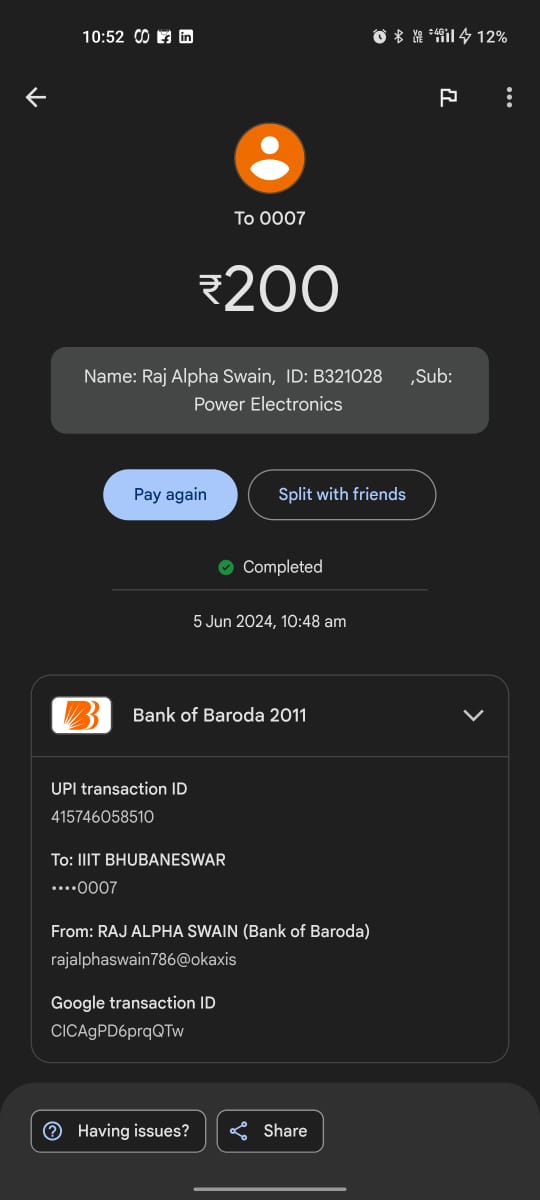 10:52 VoLTE 4G 12%
To 0007
₹200
Name: Raj Alpha Swain, ID: B321028 ,Sub:
Power Electronics
Pay again Split with friends
Completed
5 Jun 2024, 10:48 am
Bank of Baroda 2011
UPI transaction ID
415746058510
To: IIIT BHUBANESWAR
••••0007
From: RAJ ALPHA SWAIN (Bank of Baroda)
rajalphaswain786@okaxis
Google transaction ID
CICAgPD6prqQTw
Having issues? Share